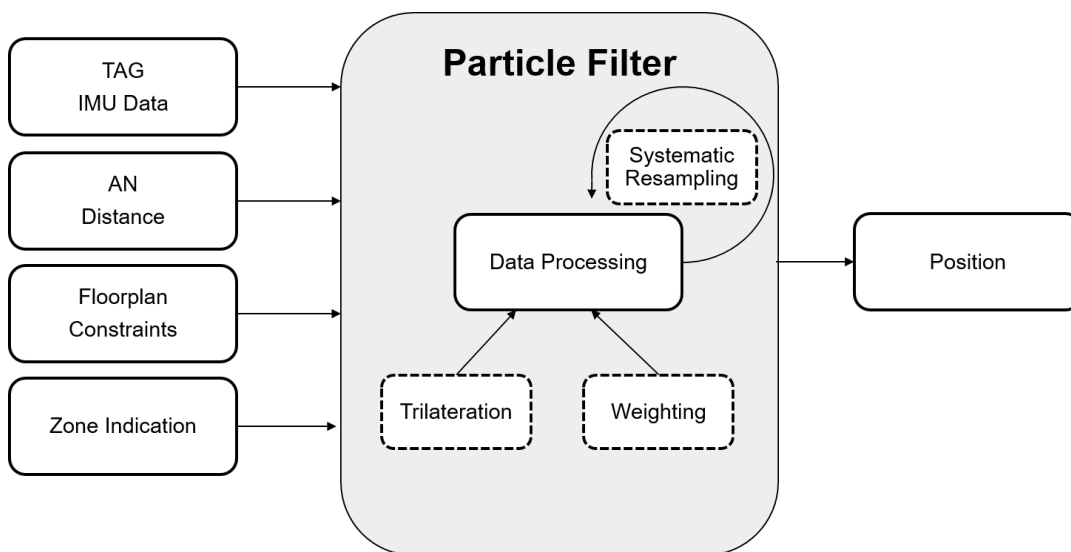 TAG
IMU Data
AN
Distance
Floorplan
Constraints
Zone Indication
Particle Filter
Systematic
Resampling
Data Processing
Trilateration
Weighting
Position